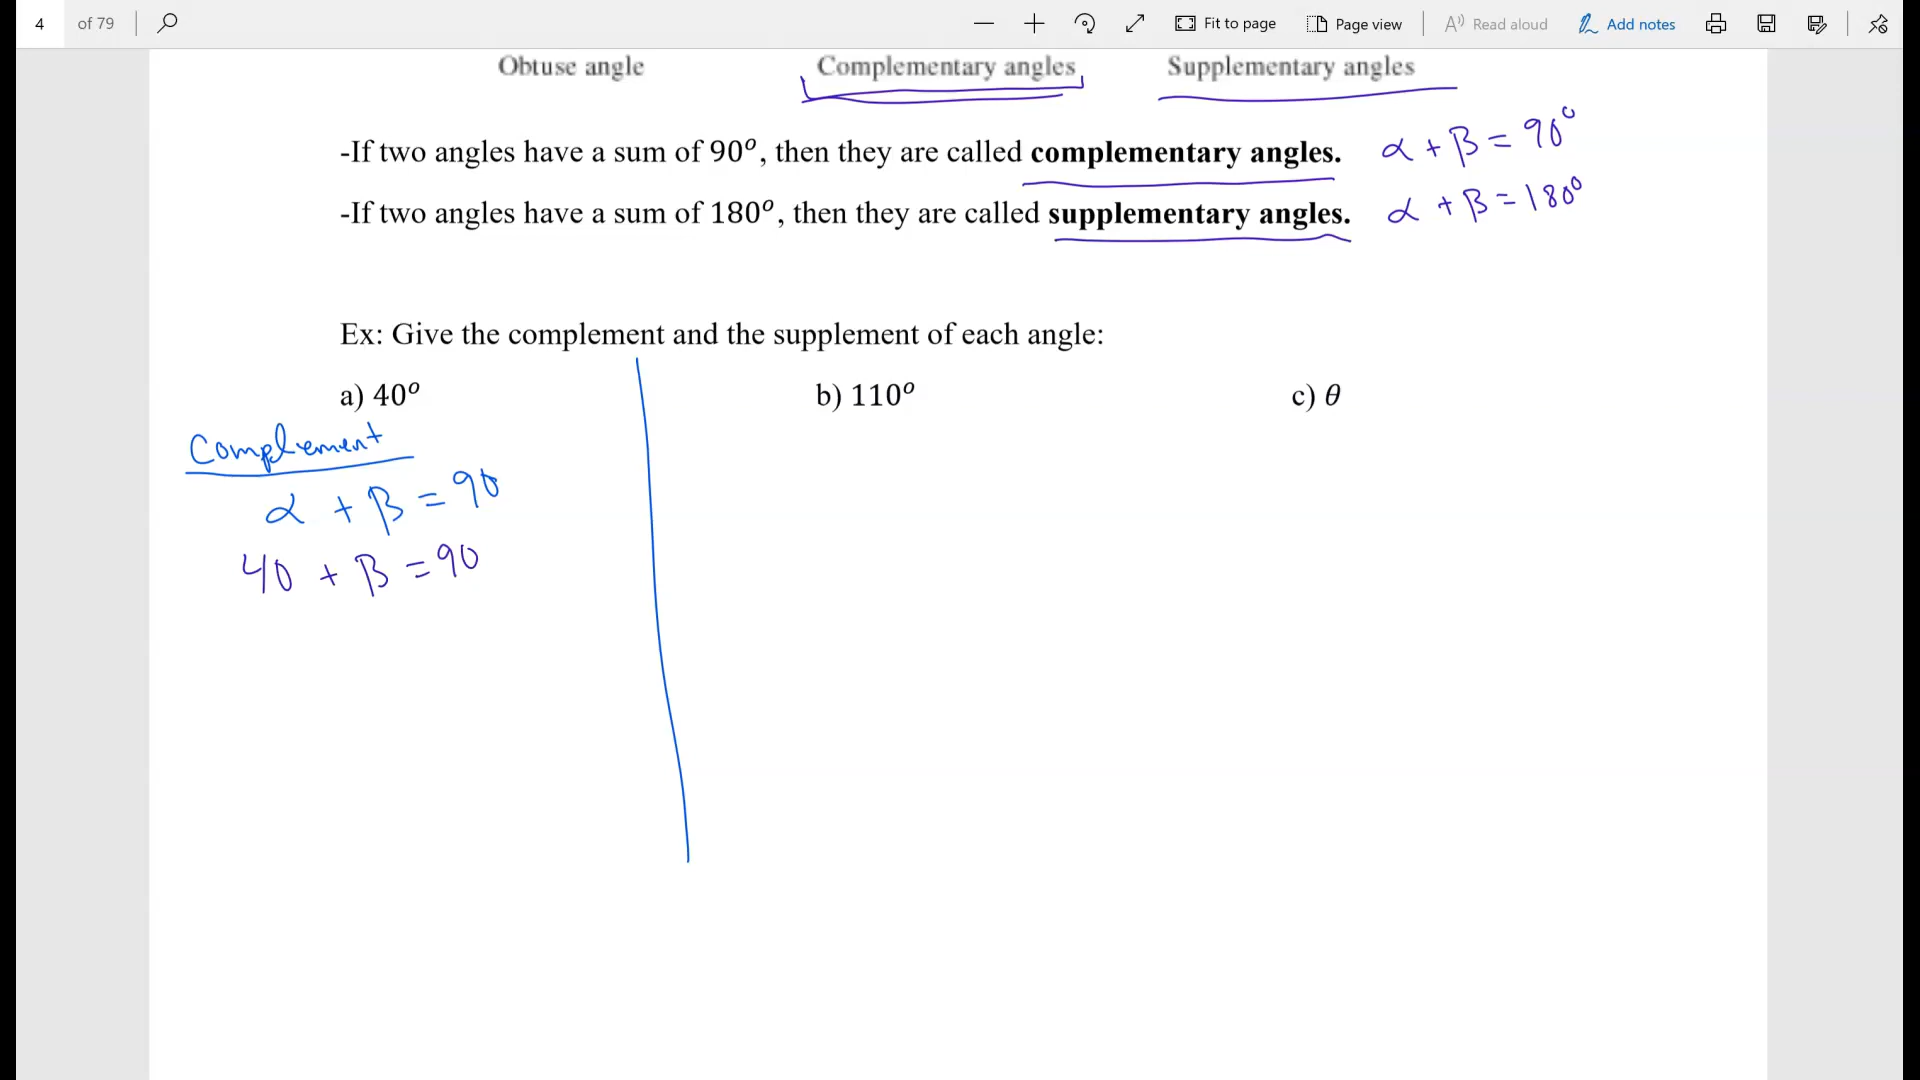 4 of 79 Fit to page Page view Read aloud Add notes
Obtuse angle Complementary angles Supplementary angles
-If two angles have a sum of 90°, then they are called complementary angles. α + β = 90°
-If two angles have a sum of 180°, then they are called supplementary angles. α + β = 180°
Ex: Give the complement and the supplement of each angle:
a) 40° b) 110° c) θ
Complement
α + β = 90
40 + β = 90